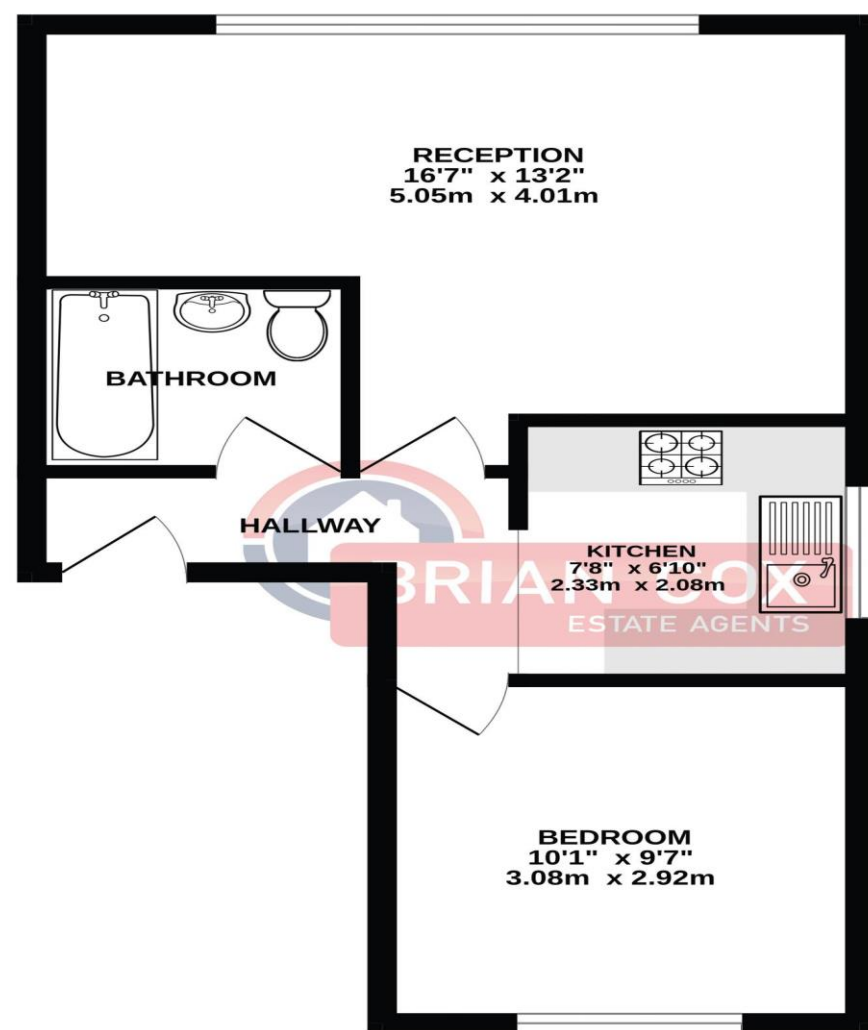 RECEPTION
16'7" x 13'2"
5.05m x 4.01m
BATHROOM
HALLWAY
KITCHEN
7'8" x 6'10"
2.33m x 2.08m
BRIAN COX
ESTATE AGENTS
BEDROOM
10'1" x 9'7"
3.08m x 2.92m